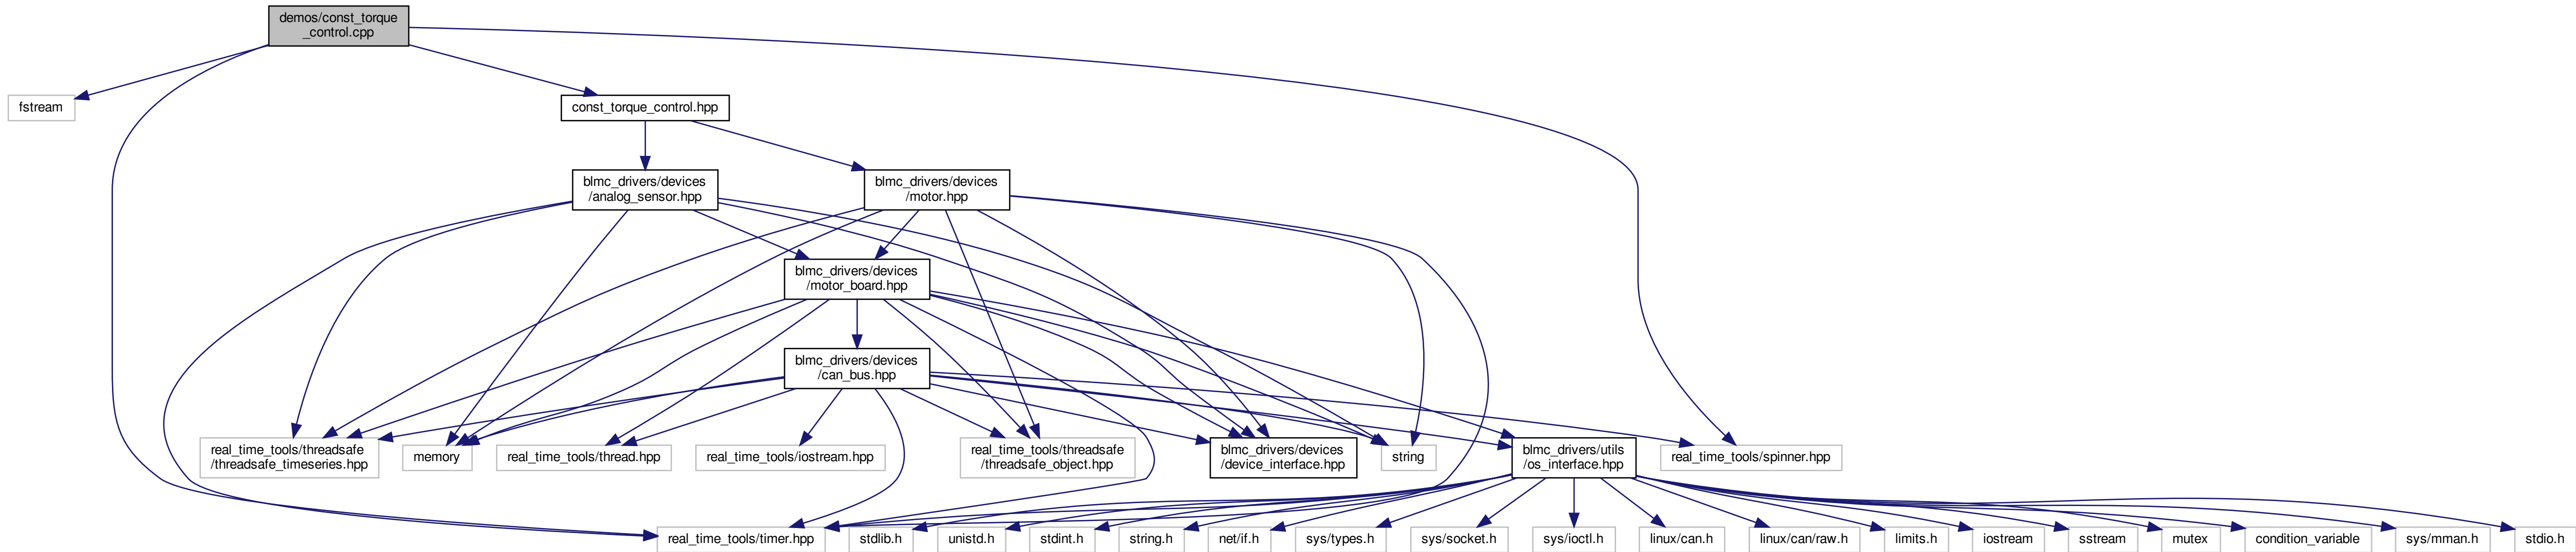 demos/const_torque
_control.cpp
fstream
const_torque_control.hpp
blmc_drivers/devices
/analog_sensor.hpp
blmc_drivers/devices
/motor.hpp
blmc_drivers/devices
/motor_board.hpp
blmc_drivers/devices
/can_bus.hpp
real_time_tools/threadsafe
/threadsafe_timeseries.hpp
memory
real_time_tools/thread.hpp
real_time_tools/iostream.hpp
real_time_tools/threadsafe
/threadsafe_object.hpp
blmc_drivers/devices
/device_interface.hpp
string
blmc_drivers/utils
/os_interface.hpp
real_time_tools/spinner.hpp
real_time_tools/timer.hpp
stdlib.h
unistd.h
stdint.h
string.h
net/if.h
sys/types.h
sys/socket.h
sys/ioctl.h
linux/can.h
linux/can/raw.h
limits.h
iostream
sstream
mutex
condition_variable
sys/mman.h
stdio.h